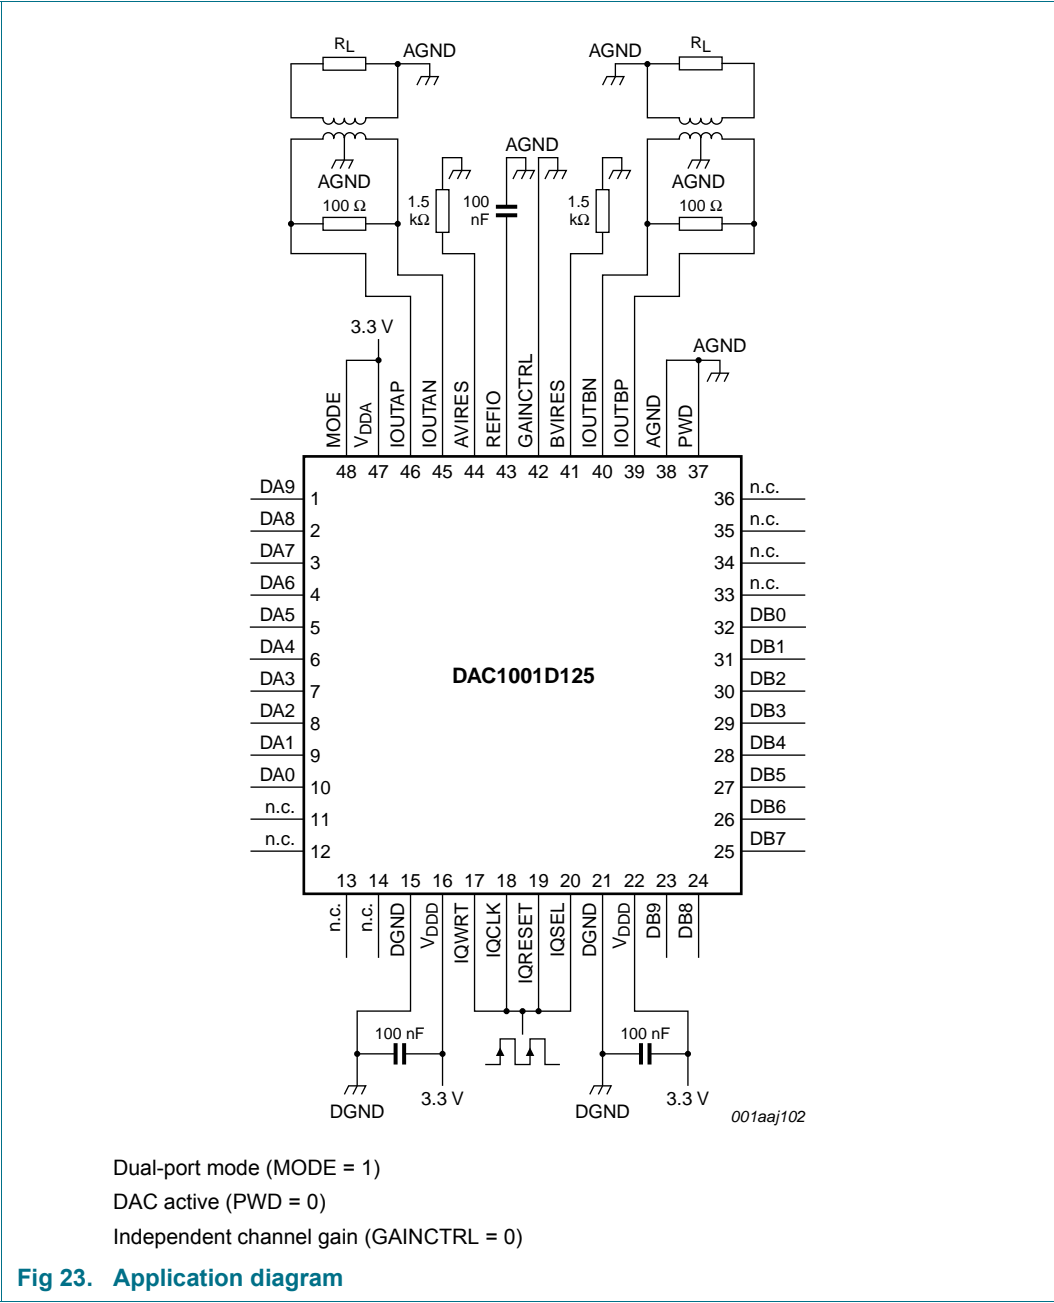 RL AGND AGND RL
AGND
AGND AGND
100 Ω 1.5 kΩ 100 nF 1.5 kΩ 100 Ω
3.3 V
AGND
MODE VDDA IOUTAP IOUTAN AVIRES REFIO GAINCTRL BVIRES IOUTBN IOUTBP AGND PWD
48 47 46 45 44 43 42 41 40 39 38 37
DA9 1 36 n.c.
DA8 2 35 n.c.
DA7 3 34 n.c.
DA6 4 33 n.c.
DA5 5 32 DB0
DA4 6 31 DB1
DAC1001D125
DA3 7 30 DB2
DA2 8 29 DB3
DA1 9 28 DB4
DA0 10 27 DB5
n.c. 11 26 DB6
n.c. 12 25 DB7
13 14 15 16 17 18 19 20 21 22 23 24
n.c. n.c. DGND VDDD IQWRT IQCLK IQRESET IQSEL DGND VDDD DB9 DB8
100 nF 100 nF
DGND 3.3 V DGND 3.3 V
001aaj102
Dual-port mode (MODE = 1)
DAC active (PWD = 0)
Independent channel gain (GAINCTRL = 0)
Fig 23. Application diagram